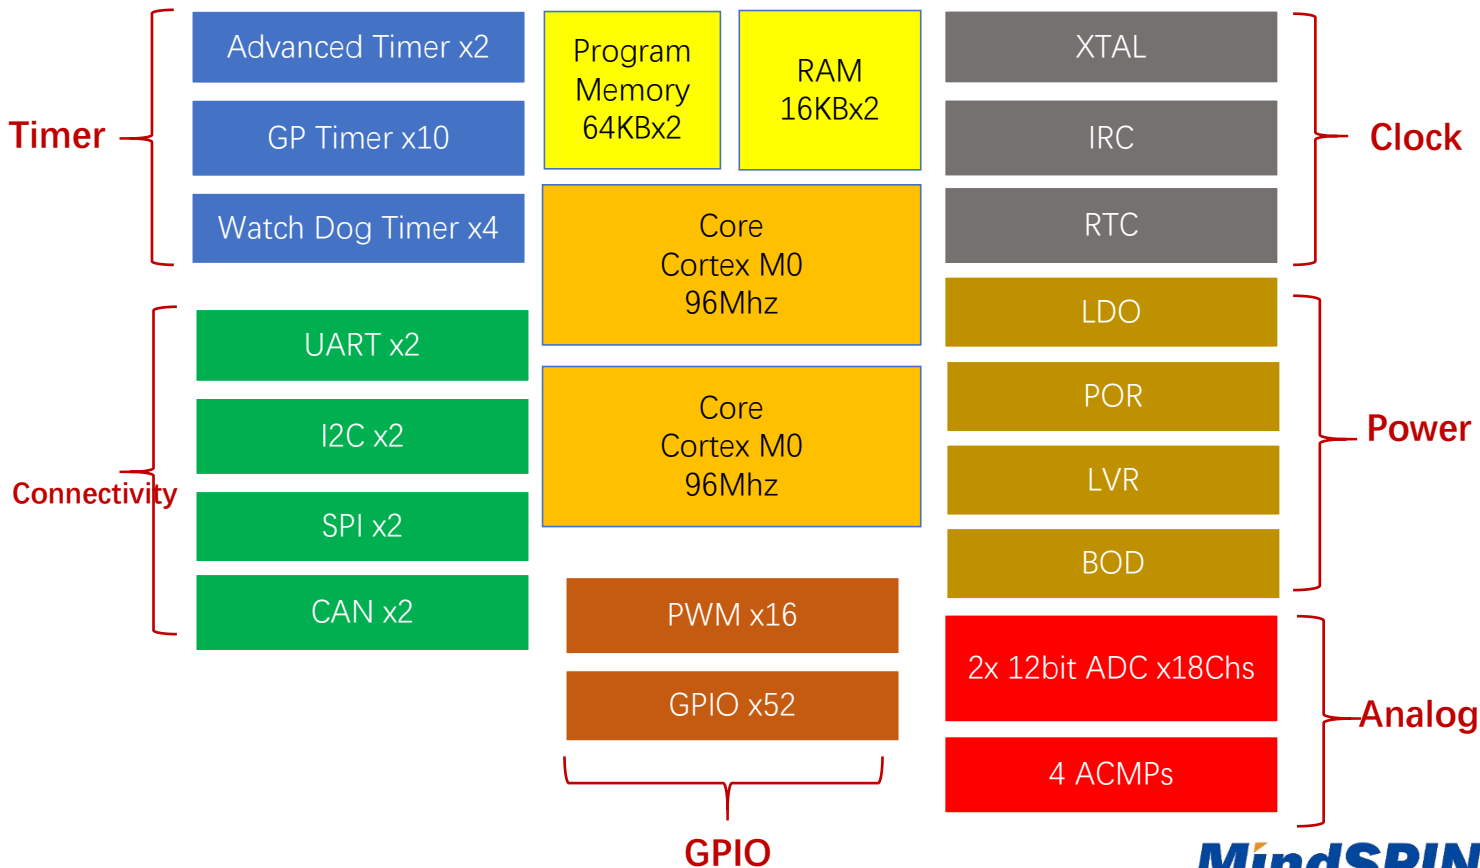 Timer
Advanced Timer x2
GP Timer x10
Watch Dog Timer x4
Connectivity
UART x2
I2C x2
SPI x2
CAN x2
Program
Memory
64KBx2
RAM
16KBx2
Core
Cortex M0
96Mhz
Core
Cortex M0
96Mhz
PWM x16
GPIO x52
GPIO
XTAL
IRC
RTC
Clock
LDO
POR
LVR
BOD
Power
2x 12bit ADC x18Chs
4 ACMPs
Analog
MindSPIN